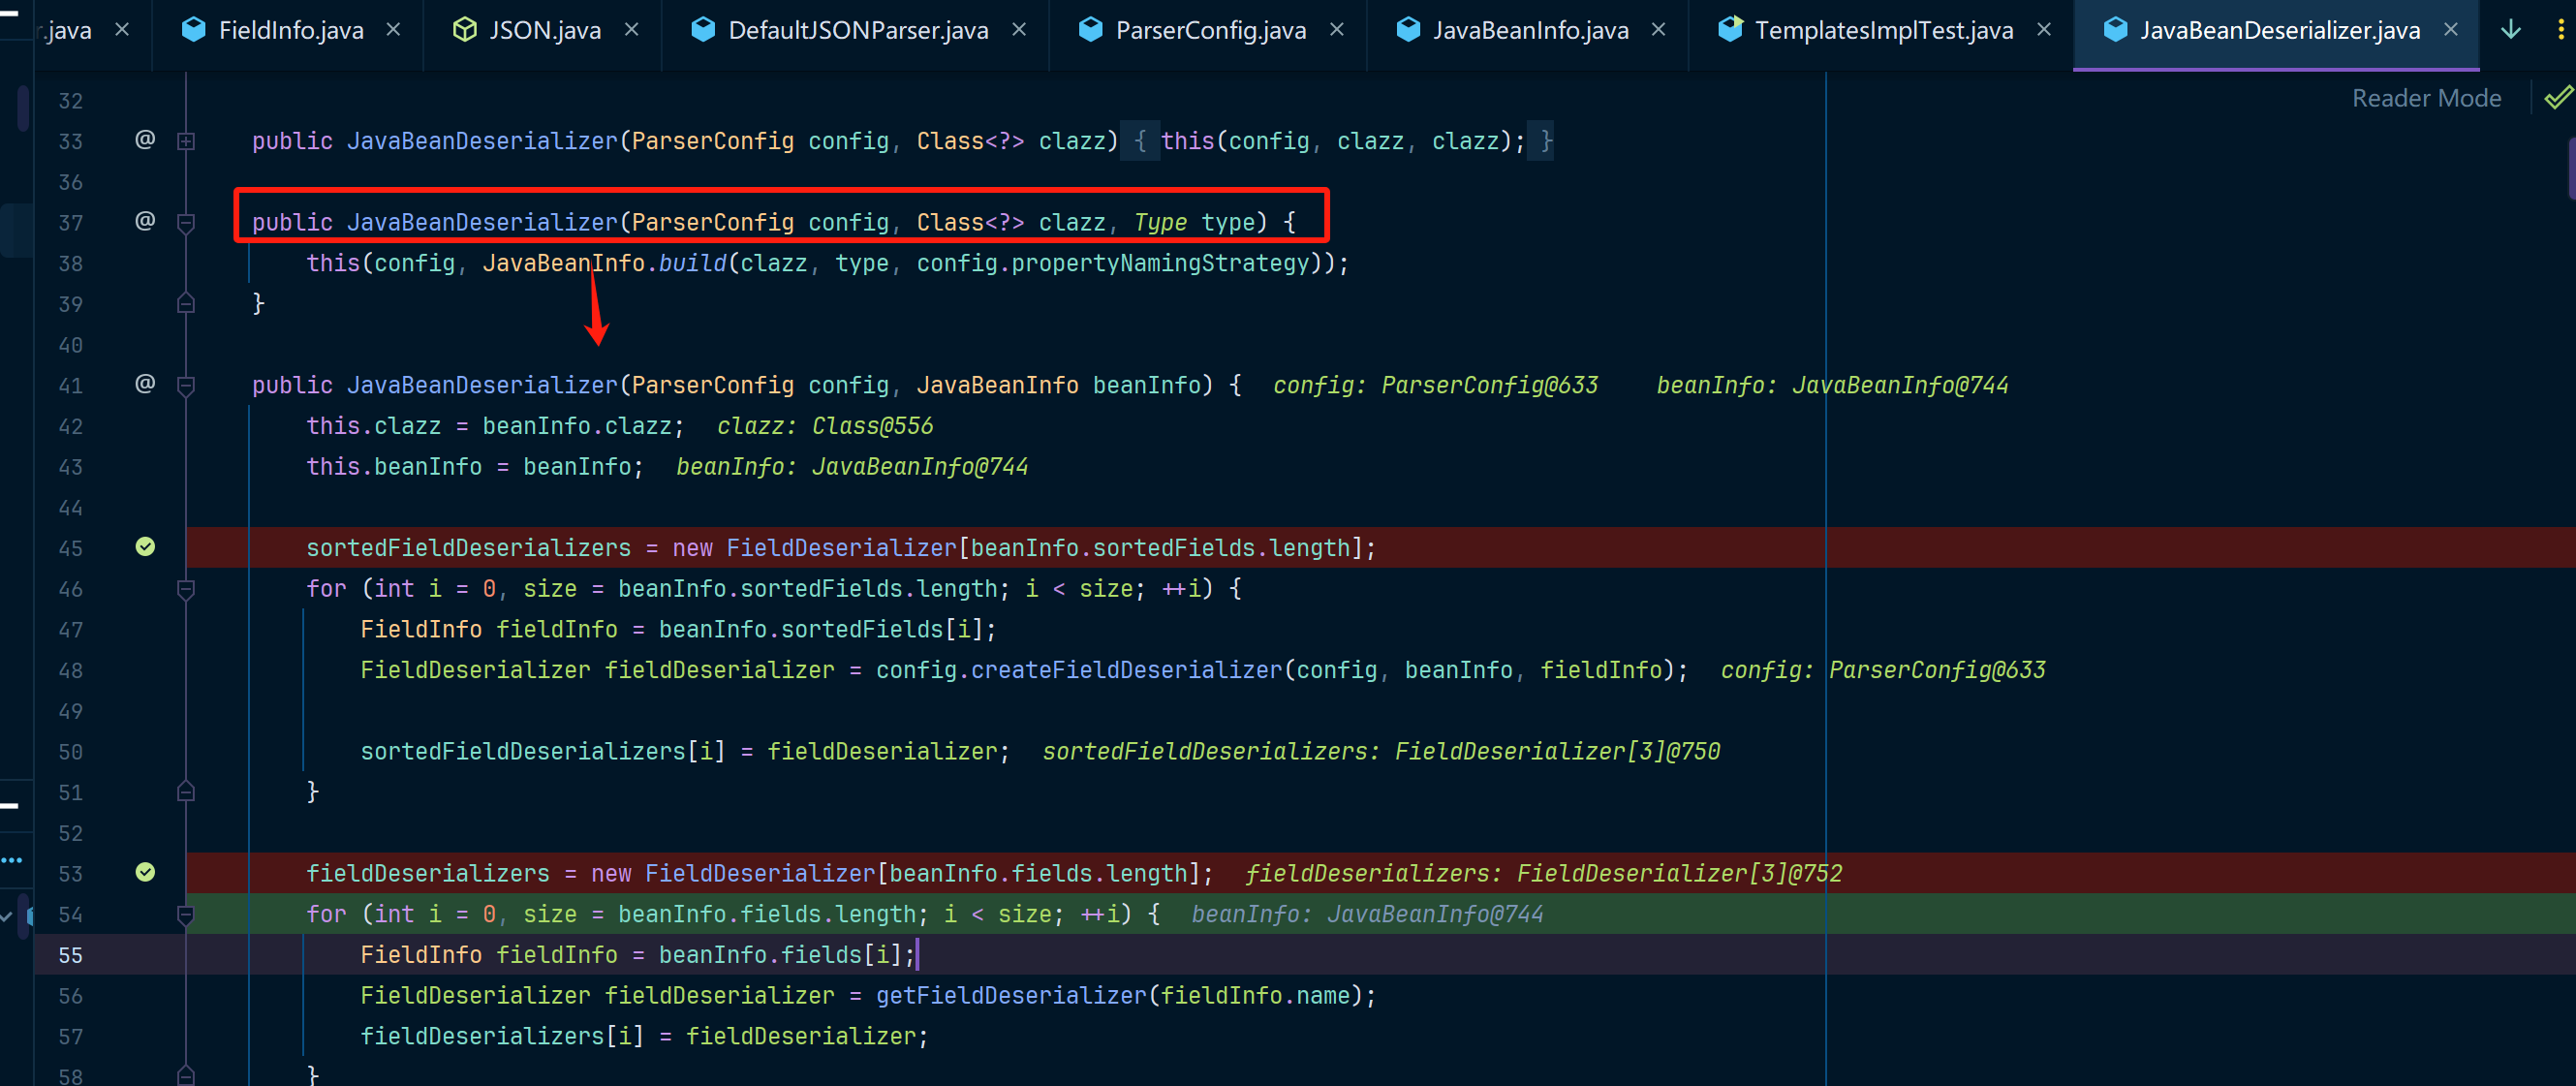 r.java FieldInfo.java JSON.java DefaultJSONParser.java ParserConfig.java JavaBeanInfo.java TemplatesImplTest.java JavaBeanDeserializer.java
Reader Mode
32
33 @ public JavaBeanDeserializer(ParserConfig config, Class<?> clazz) { this(config, clazz, clazz); }
36
37 @ public JavaBeanDeserializer(ParserConfig config, Class<?> clazz, Type type) {
38 this(config, JavaBeanInfo.build(clazz, type, config.propertyNamingStrategy));
39 }
40
41 @ public JavaBeanDeserializer(ParserConfig config, JavaBeanInfo beanInfo) { config: ParserConfig@633 beanInfo: JavaBeanInfo@744
42 this.clazz = beanInfo.clazz; clazz: Class@556
43 this.beanInfo = beanInfo; beanInfo: JavaBeanInfo@744
44
45 sortedFieldDeserializers = new FieldDeserializer[beanInfo.sortedFields.length];
46 for (int i = 0, size = beanInfo.sortedFields.length; i < size; ++i) {
47 FieldInfo fieldInfo = beanInfo.sortedFields[i];
48 FieldDeserializer fieldDeserializer = config.createFieldDeserializer(config, beanInfo, fieldInfo); config: ParserConfig@633
49
50 sortedFieldDeserializers[i] = fieldDeserializer; sortedFieldDeserializers: FieldDeserializer[3]@750
51 }
52
53 fieldDeserializers = new FieldDeserializer[beanInfo.fields.length]; fieldDeserializers: FieldDeserializer[3]@752
54 for (int i = 0, size = beanInfo.fields.length; i < size; ++i) { beanInfo: JavaBeanInfo@744
55 FieldInfo fieldInfo = beanInfo.fields[i];
56 FieldDeserializer fieldDeserializer = getFieldDeserializer(fieldInfo.name);
57 fieldDeserializers[i] = fieldDeserializer;
58 }